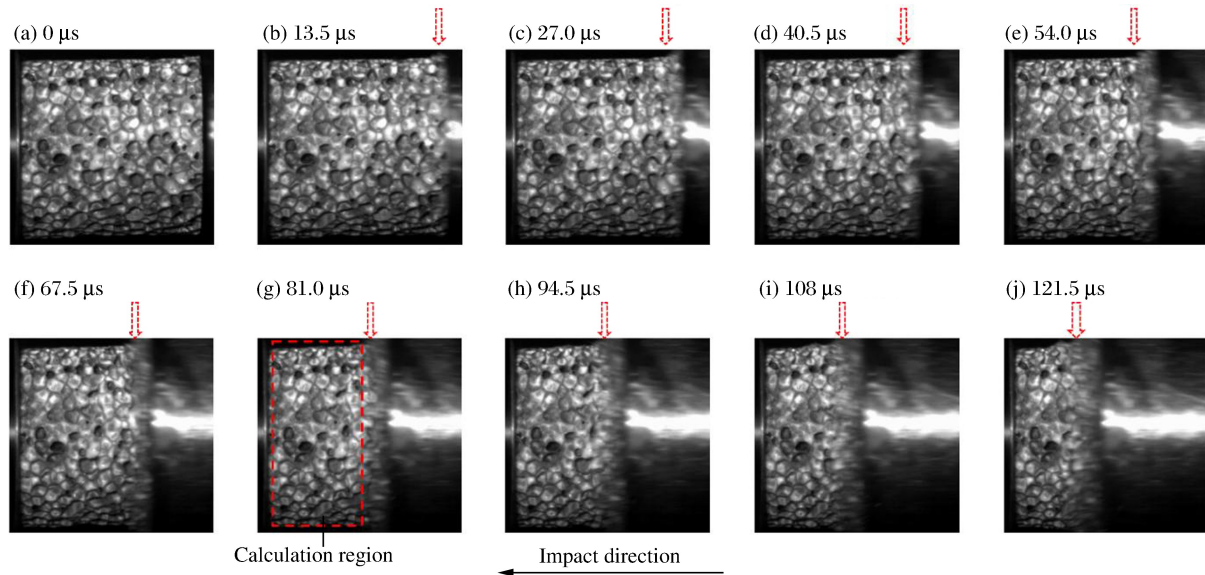 (a) 0 μs
(b) 13.5 μs
(c) 27.0 μs
(d) 40.5 μs
(e) 54.0 μs
(f) 67.5 μs
(g) 81.0 μs
(h) 94.5 μs
(i) 108 μs
(j) 121.5 μs
Calculation region
Impact direction